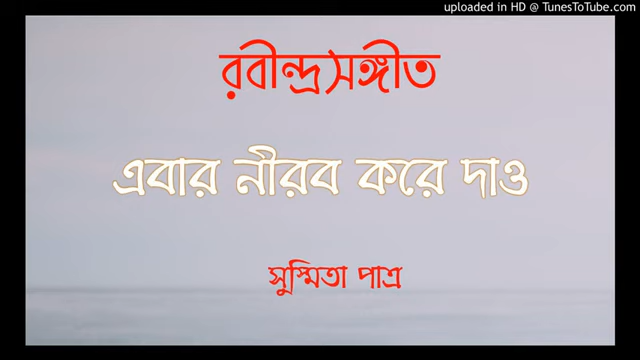 uploaded in HD @ TunesToTube.com
রবীন্দ্রসঙ্গীত
এবার নীরব করে দাও
সুস্মিতা পাত্র